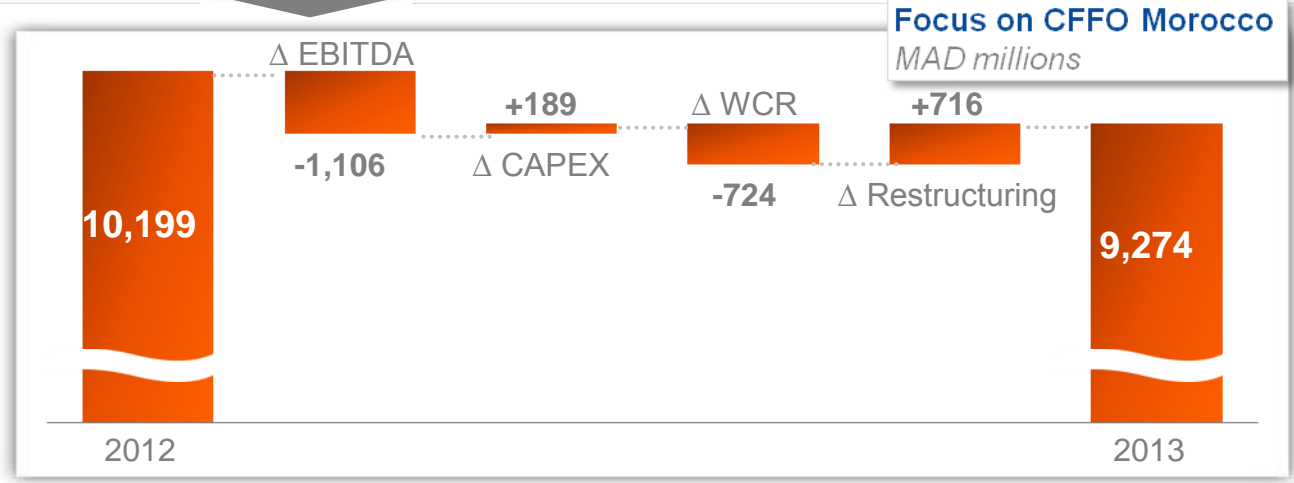 Focus on CFFO Morocco
MAD millions
Δ EBITDA
-1,106
+189
Δ CAPEX
Δ WCR
-724
+716
Δ Restructuring
10,199
9,274
2012
2013